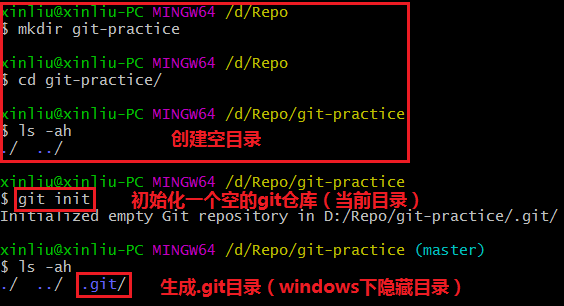 xinliu@xinliu-PC MINGW64 /d/Repo
$ mkdir git-practice
xinliu@xinliu-PC MINGW64 /d/Repo
$ cd git-practice/
xinliu@xinliu-PC MINGW64 /d/Repo/git-practice
$ ls -ah
./ ../
创建空目录
xinliu@xinliu-PC MINGW64 /d/Repo/git-practice
$ git init 初始化一个空的git仓库（当前目录）
Initialized empty Git repository in D:/Repo/git-practice/.git/
xinliu@xinliu-PC MINGW64 /d/Repo/git-practice (master)
$ ls -ah
./ ../ .git/ 生成.git目录（windows下隐藏目录）